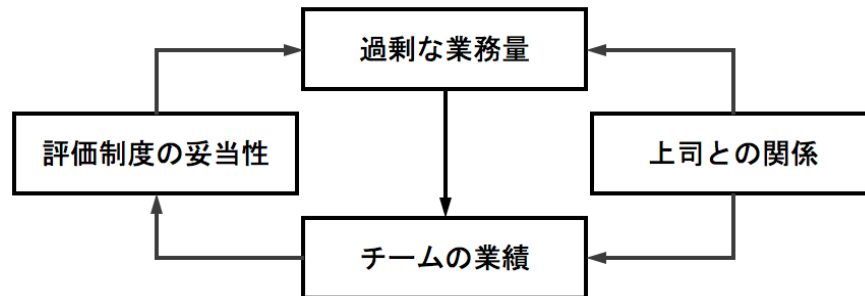 過剰な業務量
評価制度の妥当性
上司との関係
チームの業績